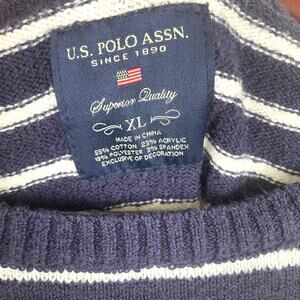 U.S. POLO ASSN.
SINCE 1890
Superior Quality
XL
MADE IN CHINA
55% COTTON 23% ACRYLIC
19% POLYESTER 3% SPANDEX
EXCLUSIVE OF DECORATION